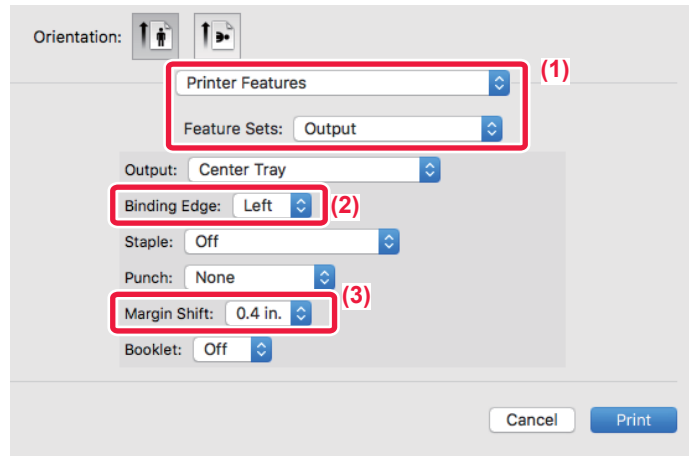 Orientation:
Printer Features
(1)
Feature Sets: Output
Output: Center Tray
Binding Edge: Left
(2)
Staple: Off
Punch: None
(3)
Margin Shift: 0.4 in.
Booklet: Off
Cancel Print